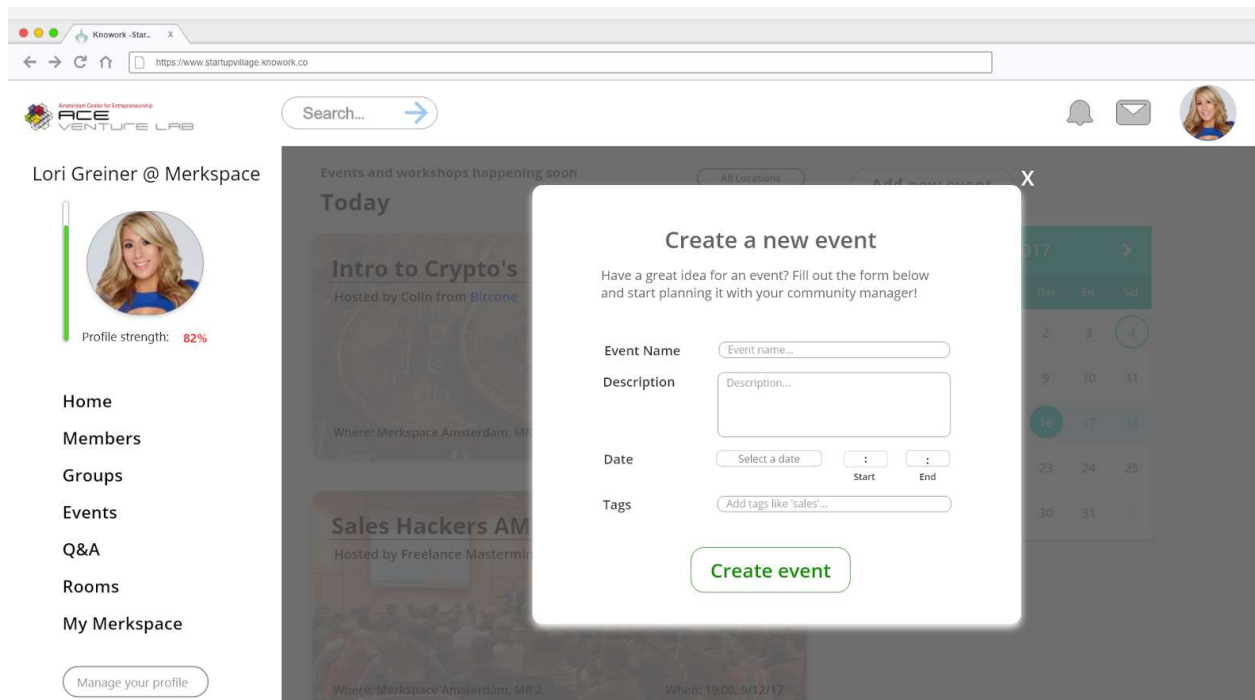 Knowork -Star... X
https://www.startupvillage.knowork.co
Amsterdam Center for Entrepreneurship
ACE
VENTURE LAB
Search...
Lori Greiner @ Merkspace
Profile strength: 82%
Home
Members
Groups
Events
Q&A
Rooms
My Merkspace
Manage your profile
Events and workshops happening soon
All Locations
Add new event
Today
Intro to Crypto's
Hosted by Colin from Bitcone
Where: Merkspace Amsterdam, MR
Sales Hackers AM
Hosted by Freelance Mastermin
Where: Merkspace Amsterdam, MR 2
When: 19:00, 9/12/17
X
Create a new event
Have a great idea for an event? Fill out the form below
and start planning it with your community manager!
Event Name
Event name...
Description
Description...
Date
Select a date
: :
Start End
Tags
Add tags like 'sales'...
Create event
017
Thu Fri Sat
2 3 4
9 10 11
16 17 18
23 24 25
30 31